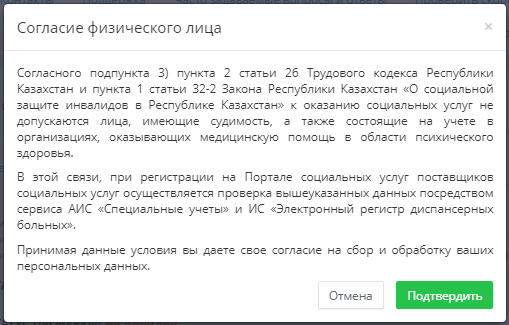 Согласие физического лица
×
Согласного подпункта 3) пункта 2 статьи 26 Трудового кодекса Республики
Казахстан и пункта 1 статьи 32-2 Закона Республики Казахстан «О социальной
защите инвалидов в Республике Казахстан» к оказанию социальных услуг не
допускаются лица, имеющие судимость, а также состоящие на учете в
организациях, оказывающих медицинскую помощь в области психического
здоровья.
В этой связи, при регистрации на Портале социальных услуг поставщиков
социальных услуг осуществляется проверка вышеуказанных данных посредством
сервиса АИС «Специальные учеты» и ИС «Электронный регистр диспансерных
больных».
Принимая данные условия вы даете свое согласие на сбор и обработку ваших
персональных данных.
Отмена Подтвердить